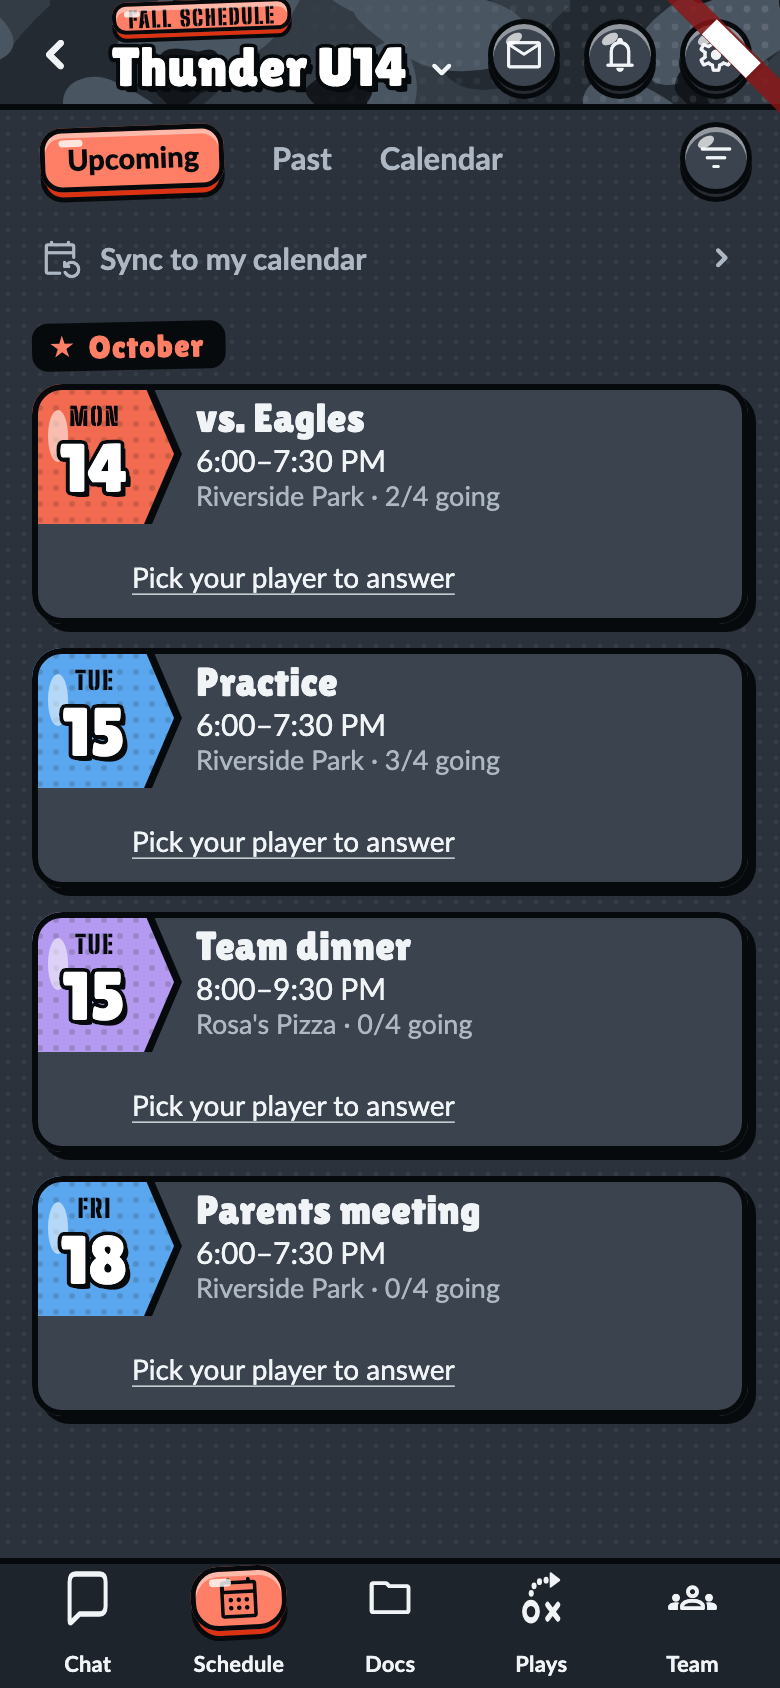 FALL SCHEDULE
Thunder U14
Upcoming
Past
Calendar
Sync to my calendar
★ October
MON
14
vs. Eagles
6:00–7:30 PM
Riverside Park · 2/4 going
Pick your player to answer
TUE
15
Practice
6:00–7:30 PM
Riverside Park · 3/4 going
Pick your player to answer
TUE
15
Team dinner
8:00–9:30 PM
Rosa's Pizza · 0/4 going
Pick your player to answer
FRI
18
Parents meeting
6:00–7:30 PM
Riverside Park · 0/4 going
Pick your player to answer
Chat
Schedule
Docs
Plays
Team